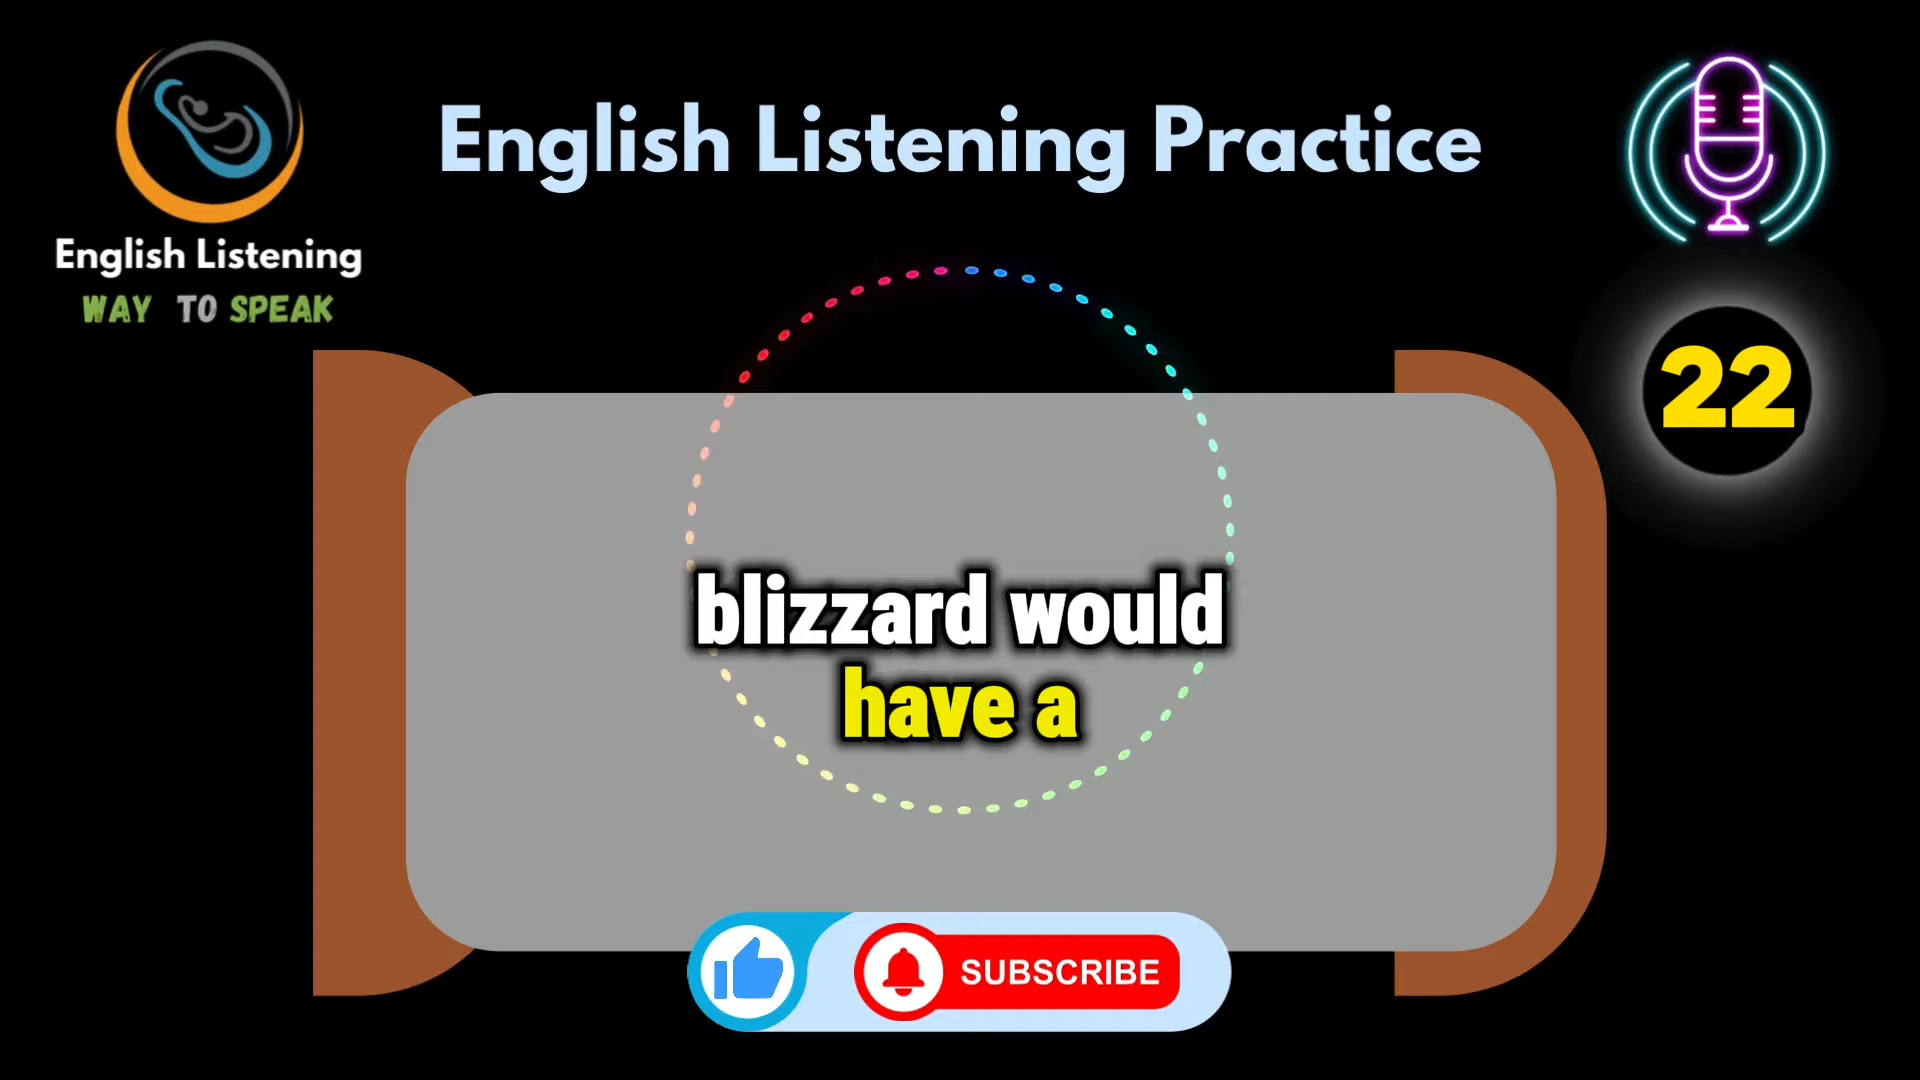 English Listening Practice
English Listening
WAY TO SPEAK
22
blizzard would
have a
SUBSCRIBE